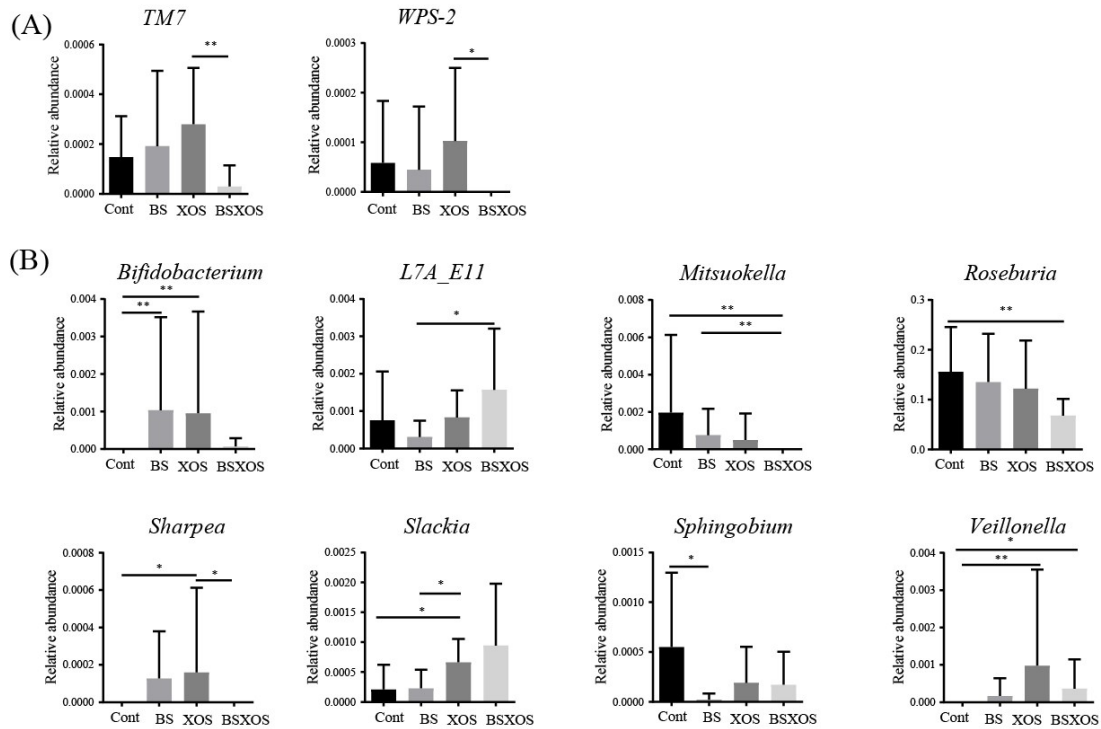 (A)
TM7
WPS-2
**
*
Relative abundance
0.0006
0.0004
0.0002
0.0000
Cont BS XOS BSXOS
Relative abundance
0.0003
0.0002
0.0001
0.0000
Cont BS XOS BSXOS
(B)
Bifidobacterium
**
**
Relative abundance
0.004
0.003
0.002
0.001
0.000
Cont BS XOS BSXOS
L7A_E11
*
Relative abundance
0.004
0.003
0.002
0.001
0.000
Cont BS XOS BSXOS
Mitsuokella
**
**
Relative abundance
0.008
0.006
0.004
0.002
0.000
Cont BS XOS BSXOS
Roseburia
**
Relative abundance
0.3
0.2
0.1
0.0
Cont BS XOS BSXOS
Sharpea
*
*
Relative abundance
0.0008
0.0006
0.0004
0.0002
0.0000
Cont BS XOS BSXOS
Slackia
*
*
Relative abundance
0.0025
0.0020
0.0015
0.0010
0.0005
0.0000
Cont BS XOS BSXOS
Sphingobium
*
Relative abundance
0.0015
0.0010
0.0005
0.0000
Cont BS XOS BSXOS
Veillonella
*
**
Relative abundance
0.004
0.003
0.002
0.001
0.000
Cont BS XOS BSXOS